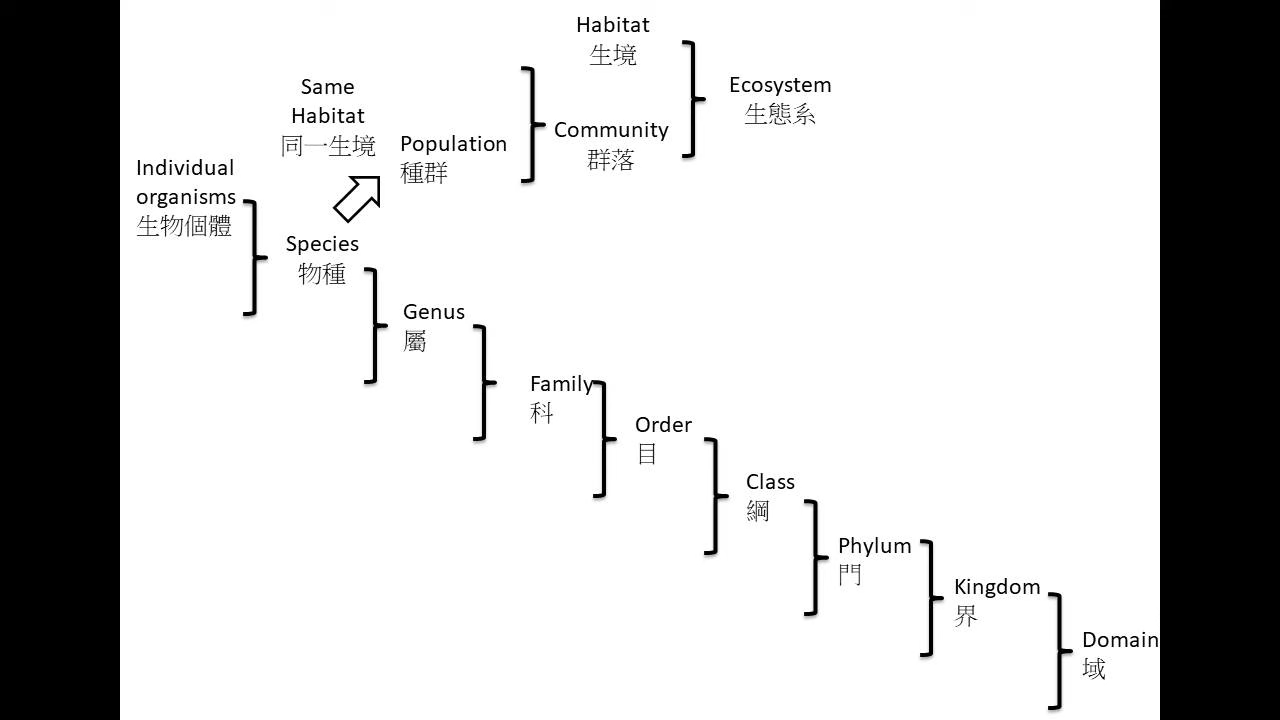 Habitat
生境
Ecosystem
生態系
Same
Habitat
同一生境
Population
種群
Community
群落
Individual
organisms
生物個體
Species
物種
Genus
屬
Family
科
Order
目
Class
綱
Phylum
門
Kingdom
界
Domain
域